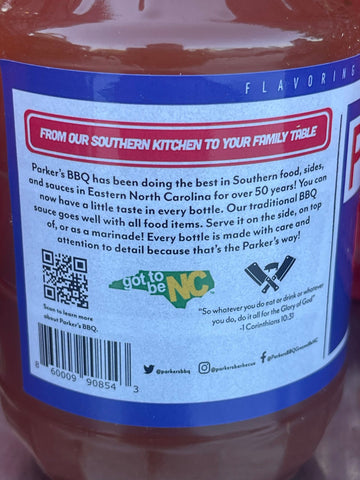 FLAVORING
FROM OUR SOUTHERN KITCHEN TO YOUR FAMILY TABLE
Parker's BBQ has been doing the best in Southern food, sides,
and sauces in Eastern North Carolina for over 50 years! You can
now have a little taste in every bottle. Our traditional BBQ
sauce goes well with all food items. Serve it on the side, on top
of, or as a marinade! Every bottle is made with care and
attention to detail because that's the Parker's way!
got to
be NC
"So whatever you eat or drink or whatever
you do, do it all for the Glory of God"
-1 Corinthians 10:31
Scan to learn more
about Parker's BBQ.
8 60009 90854 3
@parkersbbq
@parkersbarbecue